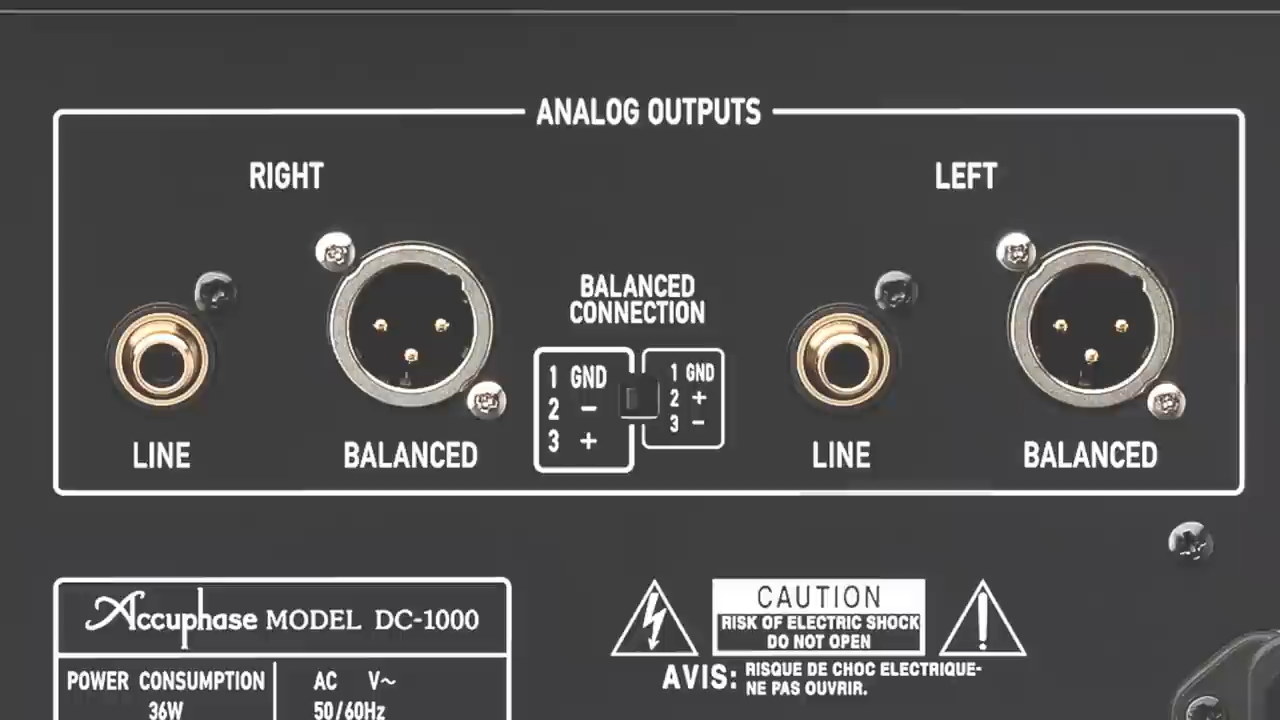 ANALOG OUTPUTS
RIGHT
LEFT
BALANCED
CONNECTION
1 GND
2 −
3 +
1 GND
2 +
3 −
LINE
BALANCED
LINE
BALANCED
Accuphase MODEL DC-1000
POWER CONSUMPTION
36W
AC V~
50/60Hz
CAUTION
RISK OF ELECTRIC SHOCK
DO NOT OPEN
AVIS: RISQUE DE CHOC ELECTRIQUE-
NE PAS OUVRIR.